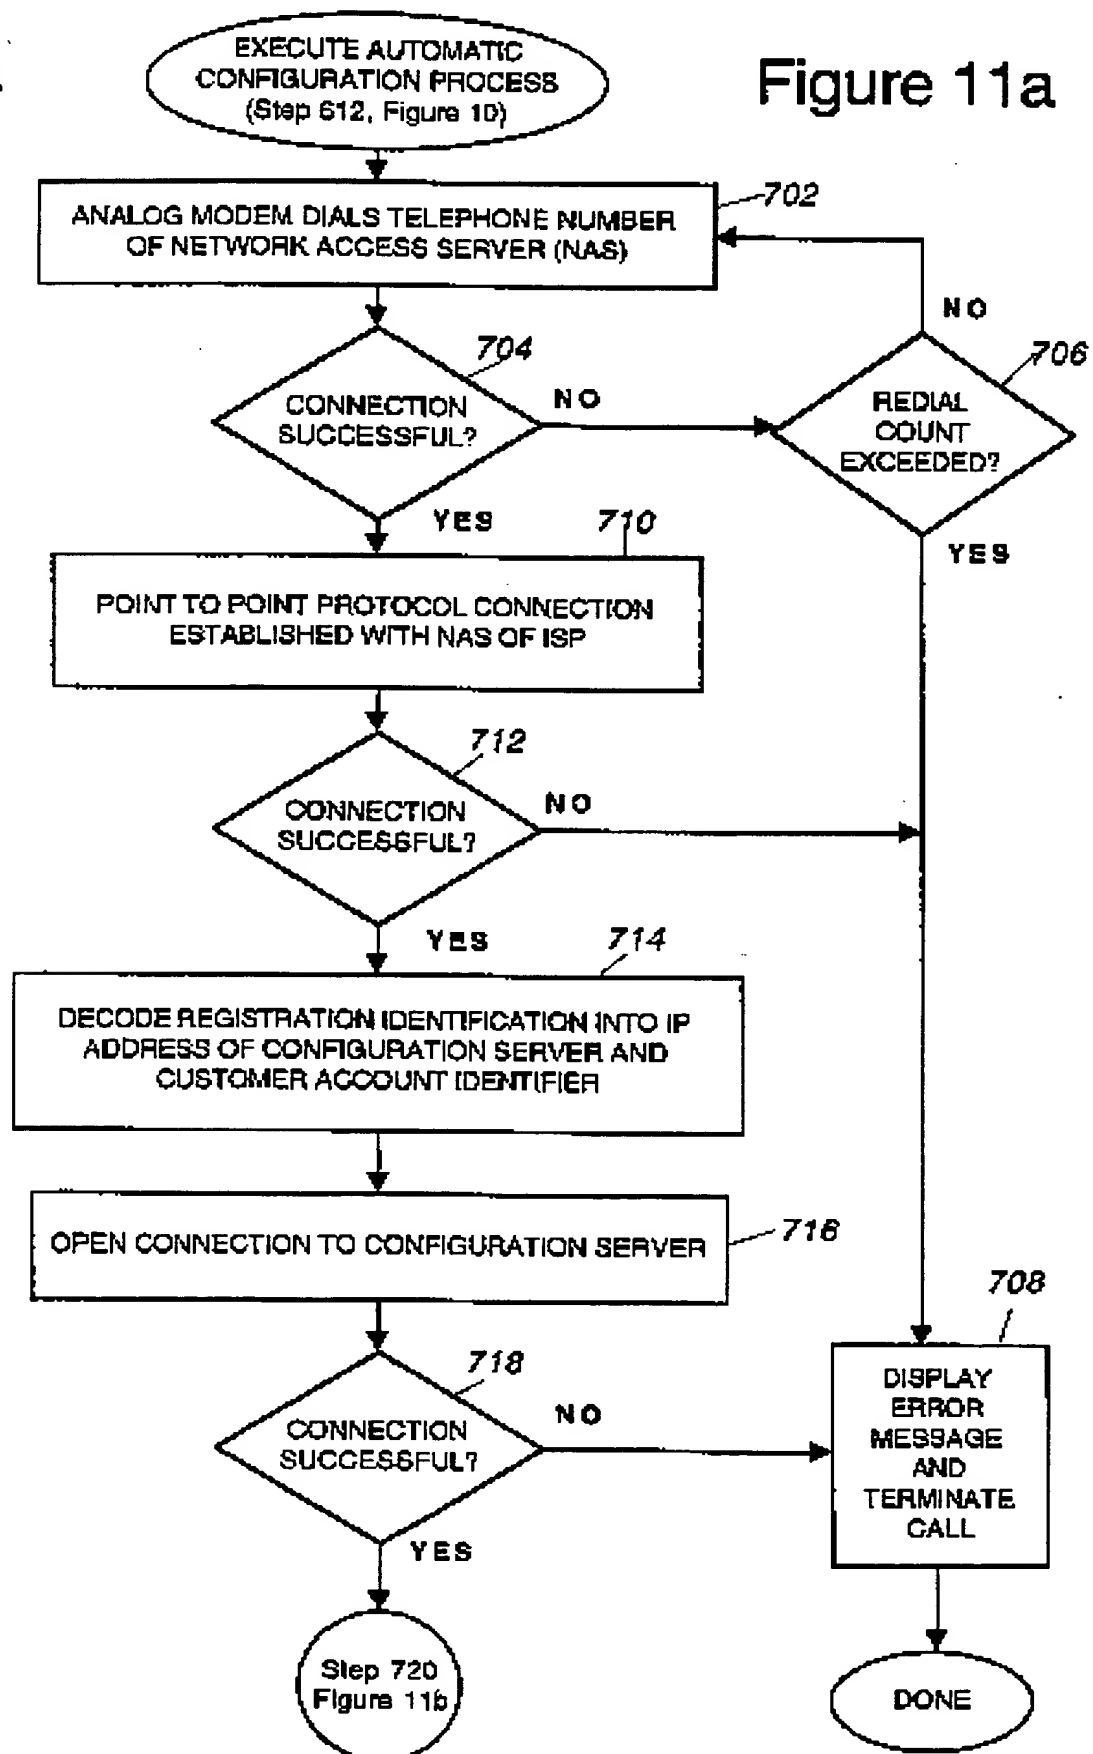 EXECUTE AUTOMATIC
CONFIGURATION PROCESS
(Step 612, Figure 10)
Figure 11a
702
ANALOG MODEM DIALS TELEPHONE NUMBER
OF NETWORK ACCESS SERVER (NAS)
NO
704
706
CONNECTION
SUCCESSFUL?
NO
REDIAL
COUNT
EXCEEDED?
YES
710
YES
POINT TO POINT PROTOCOL CONNECTION
ESTABLISHED WITH NAS OF ISP
712
CONNECTION
SUCCESSFUL?
NO
YES
714
DECODE REGISTRATION IDENTIFICATION INTO IP
ADDRESS OF CONFIGURATION SERVER AND
CUSTOMER ACCOUNT IDENTIFIER
716
OPEN CONNECTION TO CONFIGURATION SERVER
708
718
CONNECTION
SUCCESSFUL?
NO
DISPLAY
ERROR
MESSAGE
AND
TERMINATE
CALL
YES
Step 720
Figure 11b
DONE